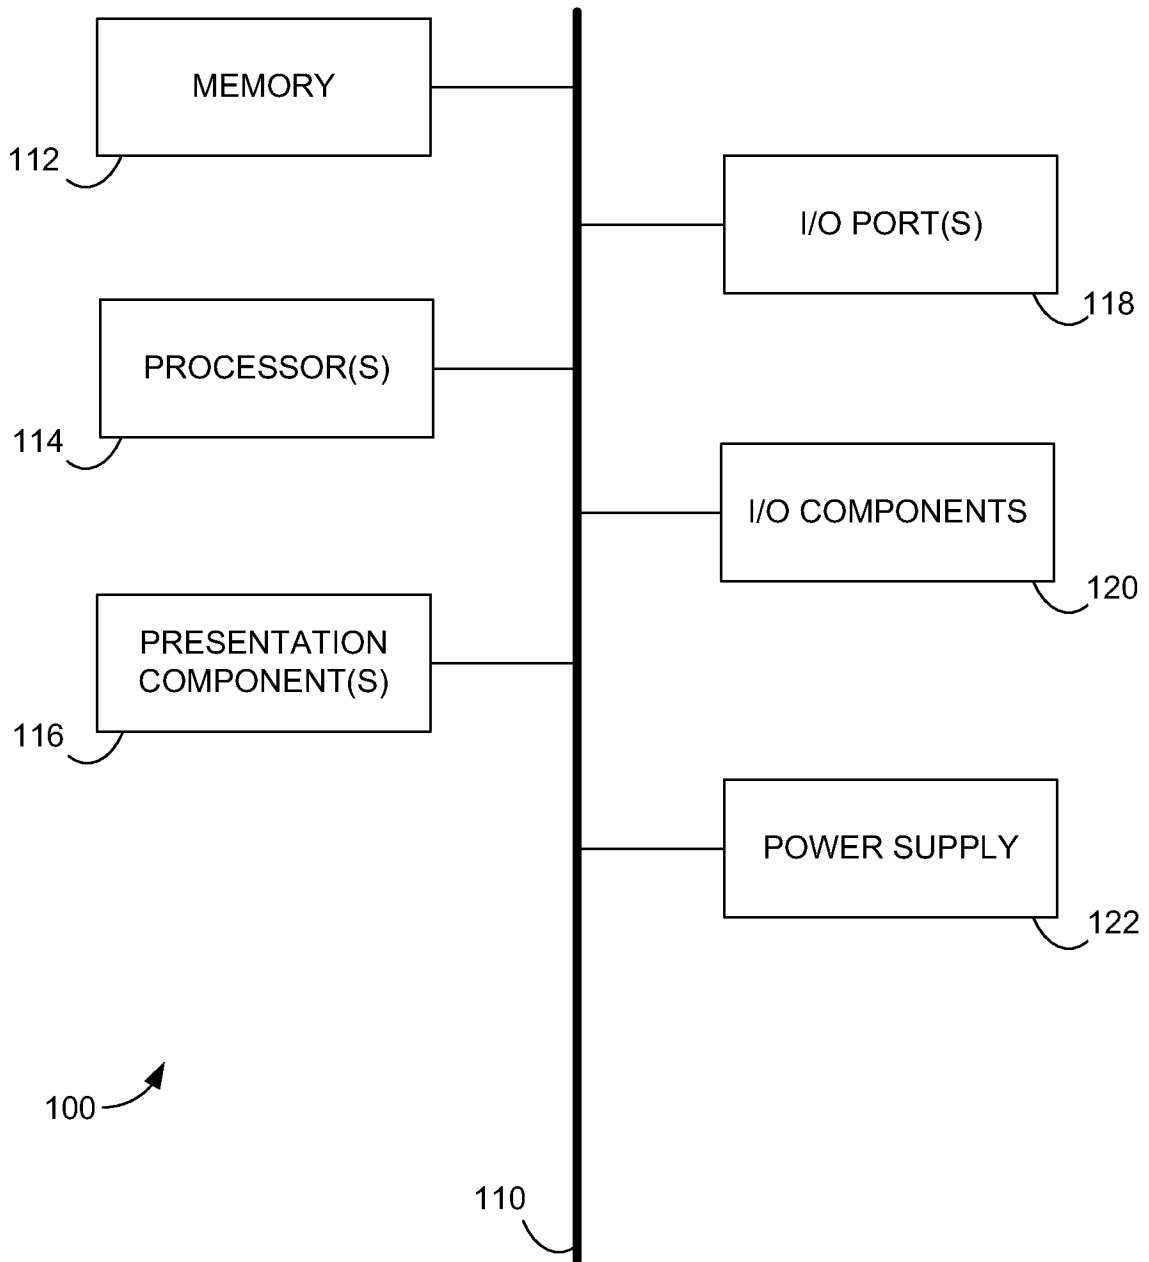 MEMORY
112
I/O PORT(S)
118
PROCESSOR(S)
114
I/O COMPONENTS
120
PRESENTATION
COMPONENT(S)
116
POWER SUPPLY
122
100
110